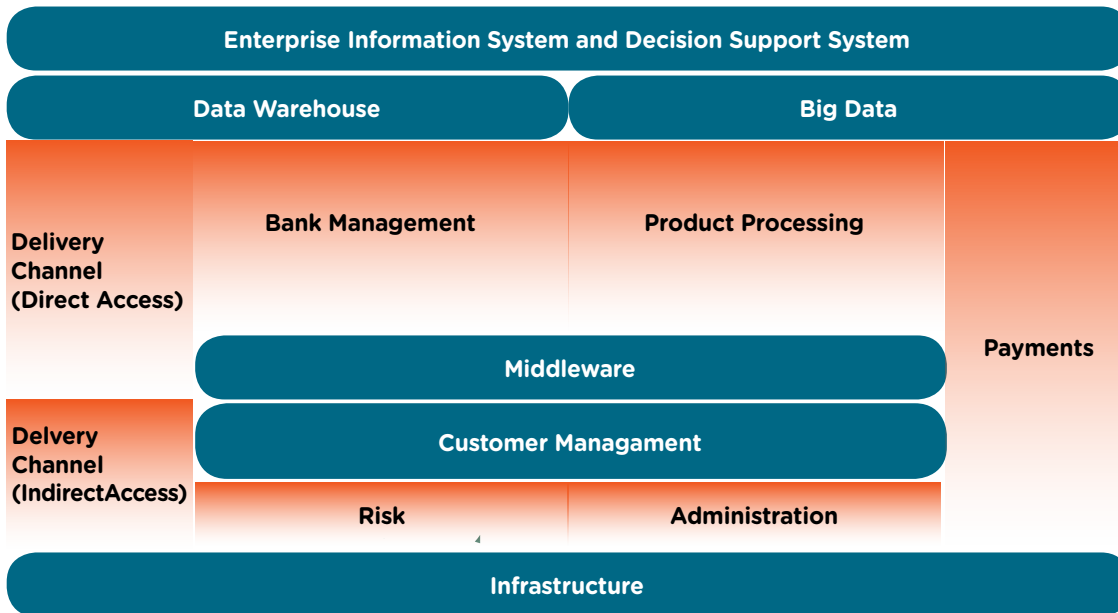 Enterprise Information System and Decision Support System
Data Warehouse
Big Data
Bank Management
Product Processing
Delivery
Channel
(Direct Access)
Payments
Middleware
Delvery
Channel
(IndirectAccess)
Customer Managament
Risk
Administration
Infrastructure